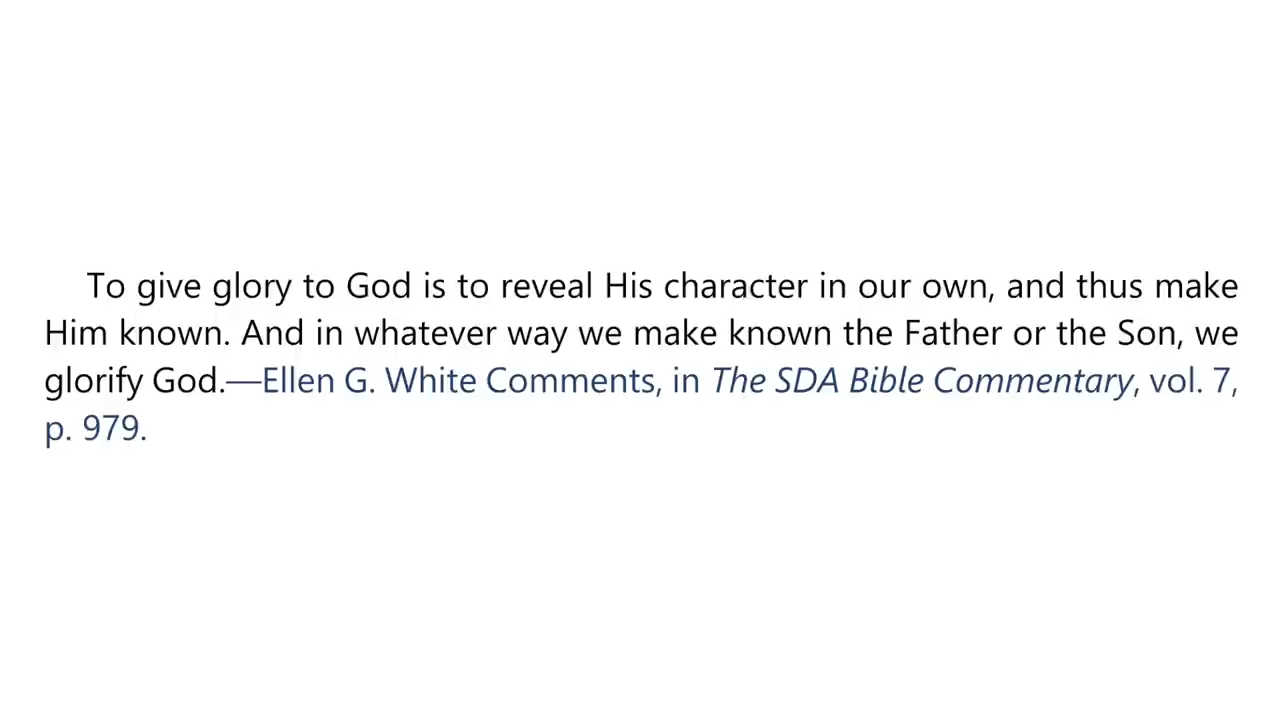 To give glory to God is to reveal His character in our own, and thus make
Him known. And in whatever way we make known the Father or the Son, we
glorify God.—Ellen G. White Comments, in The SDA Bible Commentary, vol. 7,
p. 979.